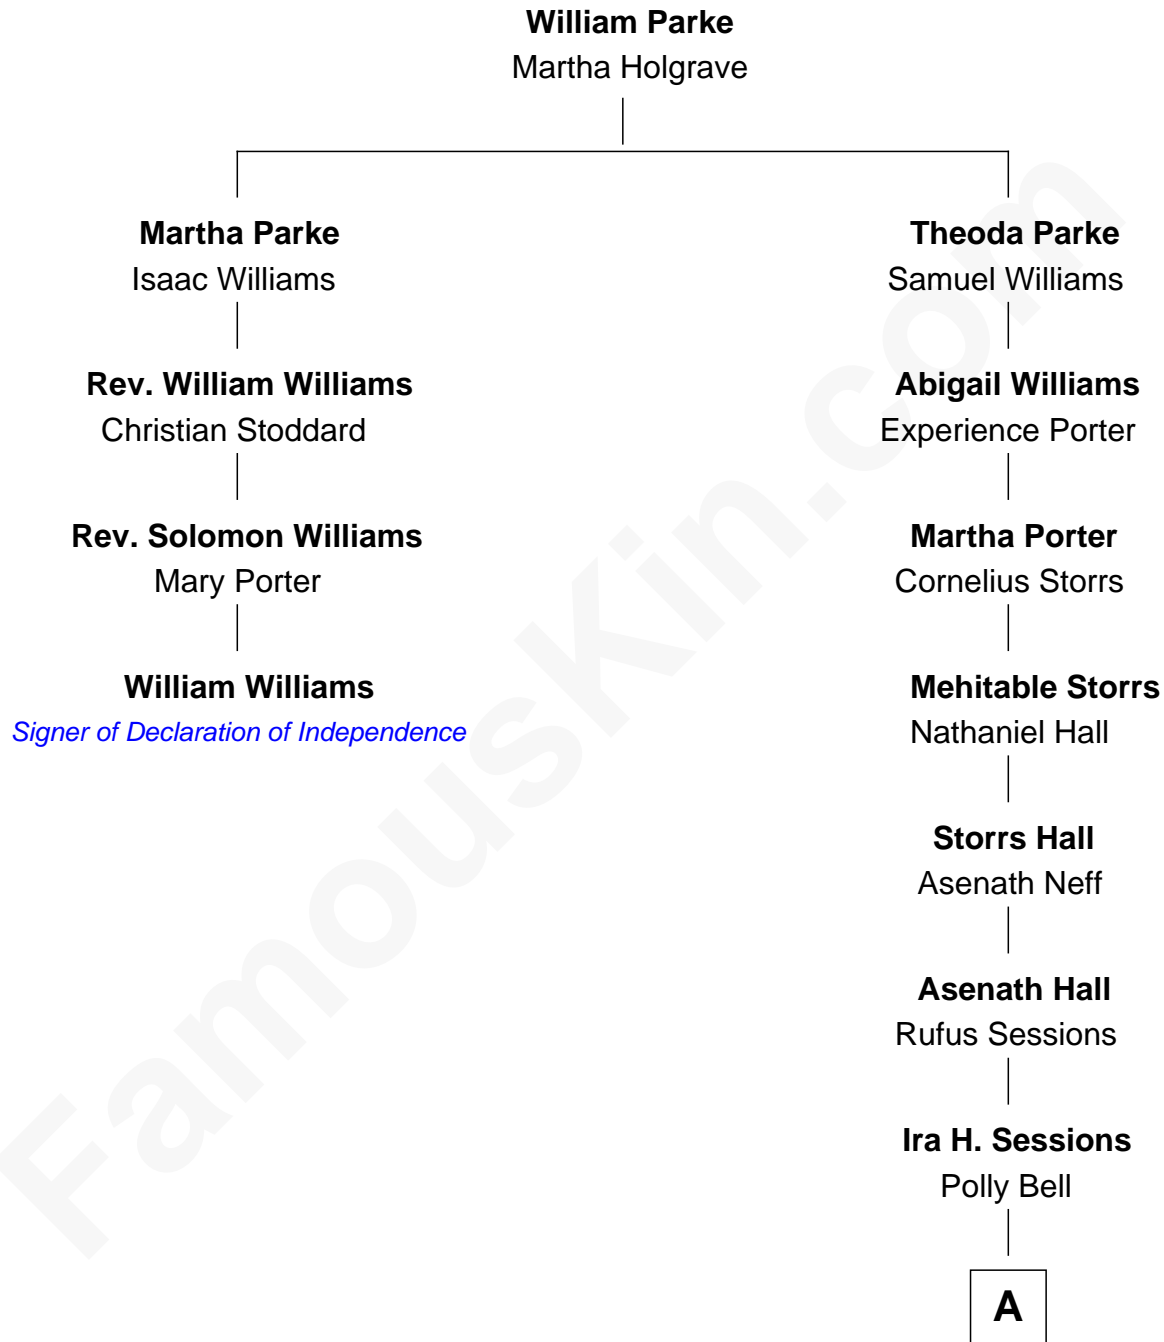 William Parke
Martha Holgrave
Martha Parke
Isaac Williams
Theoda Parke
Samuel Williams
Rev. William Williams
Christian Stoddard
Abigail Williams
Experience Porter
Rev. Solomon Williams
Mary Porter
Martha Porter
Cornelius Storrs
William Williams
Signer of Declaration of Independence
Mehitable Storrs
Nathaniel Hall
Storrs Hall
Asenath Neff
Asenath Hall
Rufus Sessions
Ira H. Sessions
Polly Bell
A
FamousKin.com